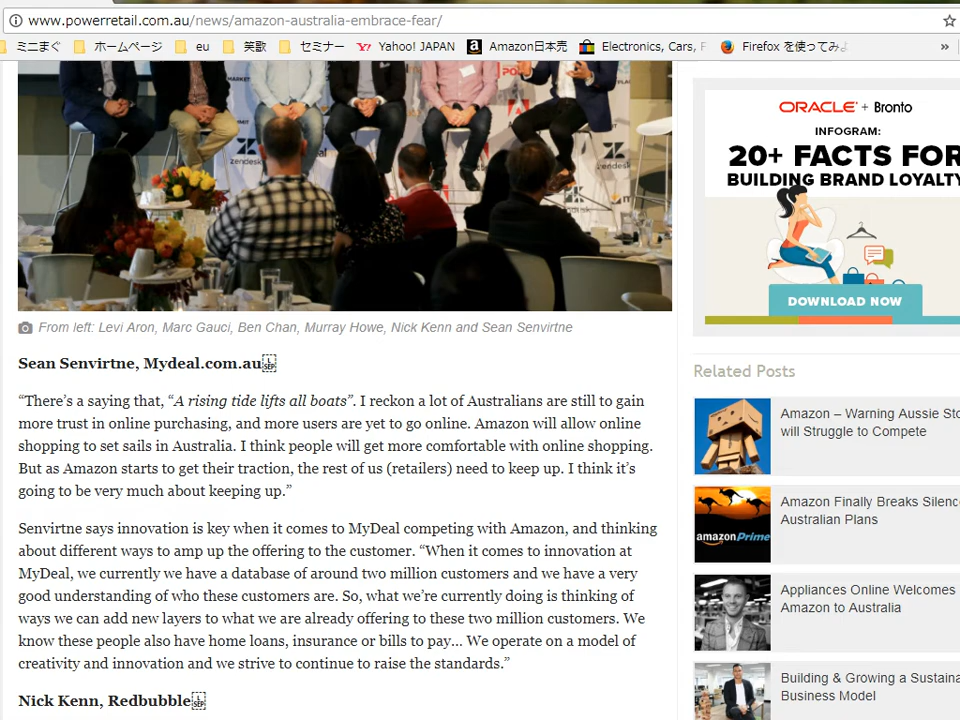 www.powerretail.com.au/news/amazon-australia-embrace-fear/
ミニまぐ ホームページ eu 笑歌 セミナー Yahoo! JAPAN Amazon日本売 Electronics, Cars, F Firefox を使ってみよ »
zendesk
zendesk
From left: Levi Aron, Marc Gauci, Ben Chan, Murray Howe, Nick Kenn and Sean Senvirtne
Sean Senvirtne, Mydeal.com.au
“There’s a saying that, “A rising tide lifts all boats”. I reckon a lot of Australians are still to gain
more trust in online purchasing, and more users are yet to go online. Amazon will allow online
shopping to set sails in Australia. I think people will get more comfortable with online shopping.
But as Amazon starts to get their traction, the rest of us (retailers) need to keep up. I think it’s
going to be very much about keeping up.”
Senvirtne says innovation is key when it comes to MyDeal competing with Amazon, and thinking
about different ways to amp up the offering to the customer. “When it comes to innovation at
MyDeal, we currently we have a database of around two million customers and we have a very
good understanding of who these customers are. So, what we’re currently doing is thinking of
ways we can add new layers to what we are already offering to these two million customers. We
know these people also have home loans, insurance or bills to pay… We operate on a model of
creativity and innovation and we strive to continue to raise the standards.”
Nick Kenn, Redbubble
ORACLE + Bronto
INFOGRAM:
20+ FACTS FOR
BUILDING BRAND LOYALTY
DOWNLOAD NOW
Related Posts
Amazon – Warning Aussie Sto
will Struggle to Compete
amazonPrime
Amazon Finally Breaks Silence
Australian Plans
Appliances Online Welcomes
Amazon to Australia
Building & Growing a Sustaina
Business Model